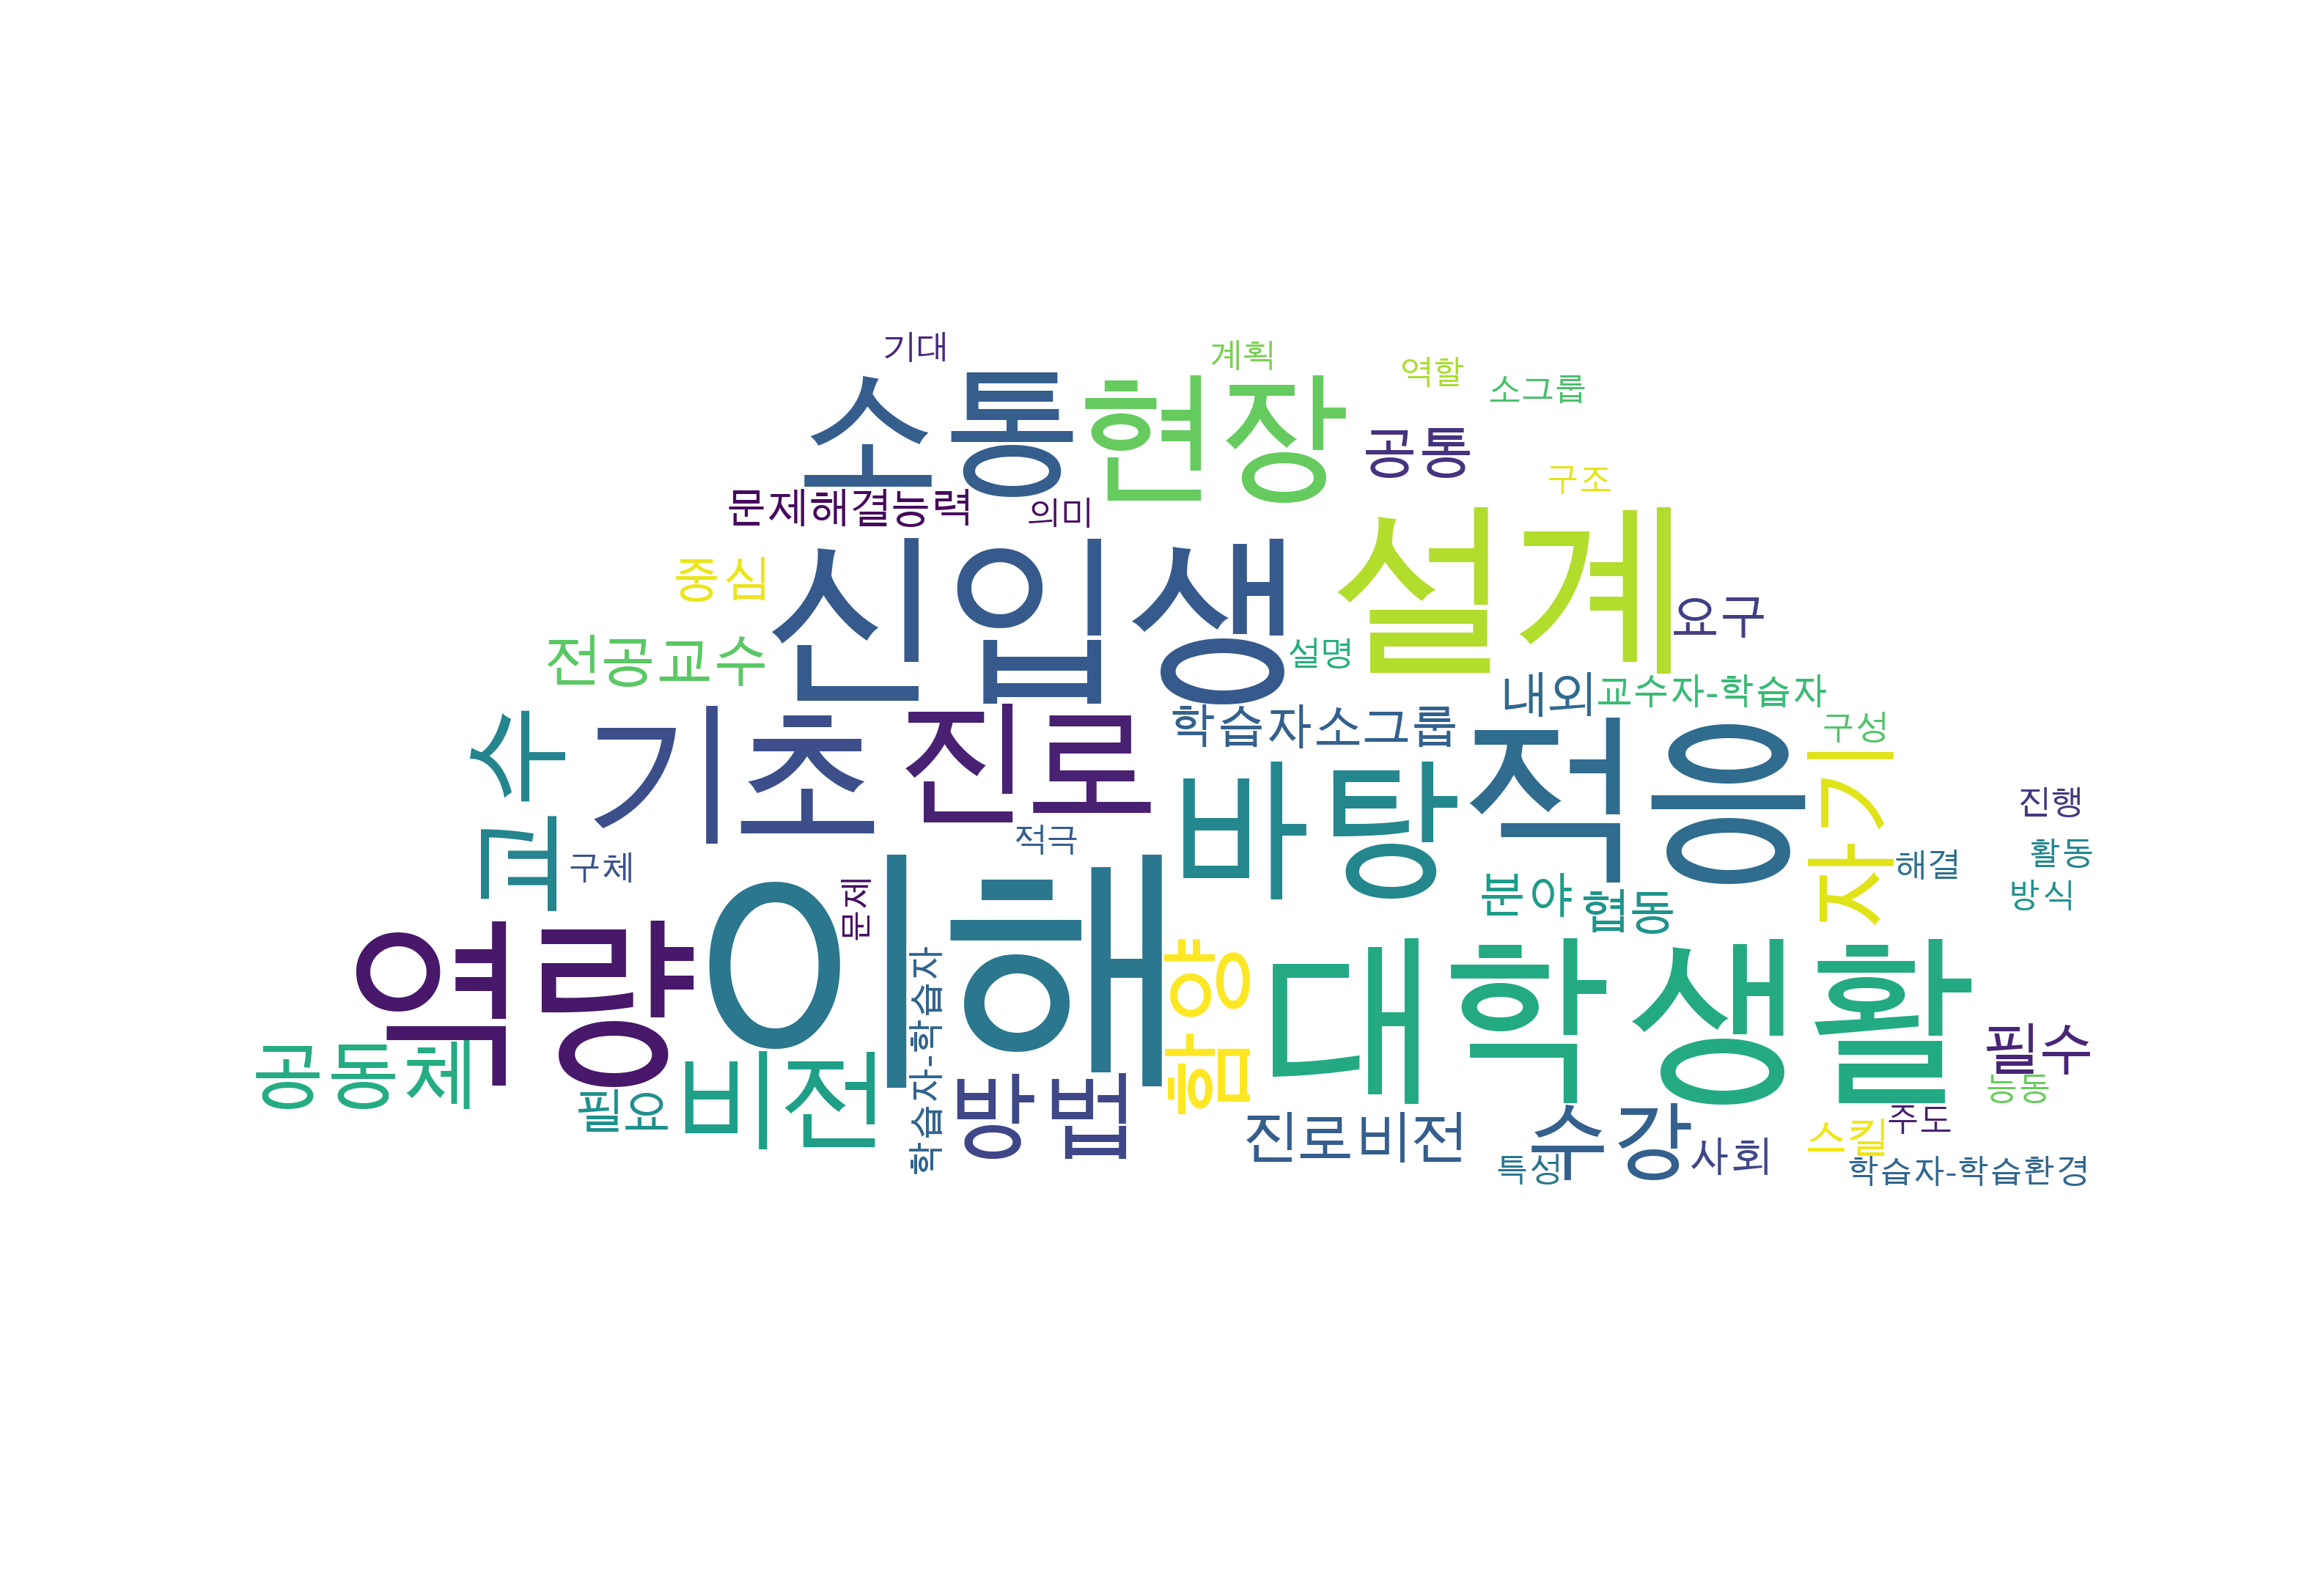 기대
계획
역할
소그룹
소통
현장
공통
구조
문제해결능력
의미
중심
신입생
설계
요구
전공교수
설명
내외
교수자-학습자
교수
기초
진로
학습자소그룹
적응
구성
자기
바탕
진행
적극
구체
해결
활동
문제
분야
협동
방식
역량
이해
학습자-학습자
함양
대학생활
공동체
필수
필요
비전
방법
진로비전
수강
능동
특성
사회
스킬
주도
학습자-학습환경